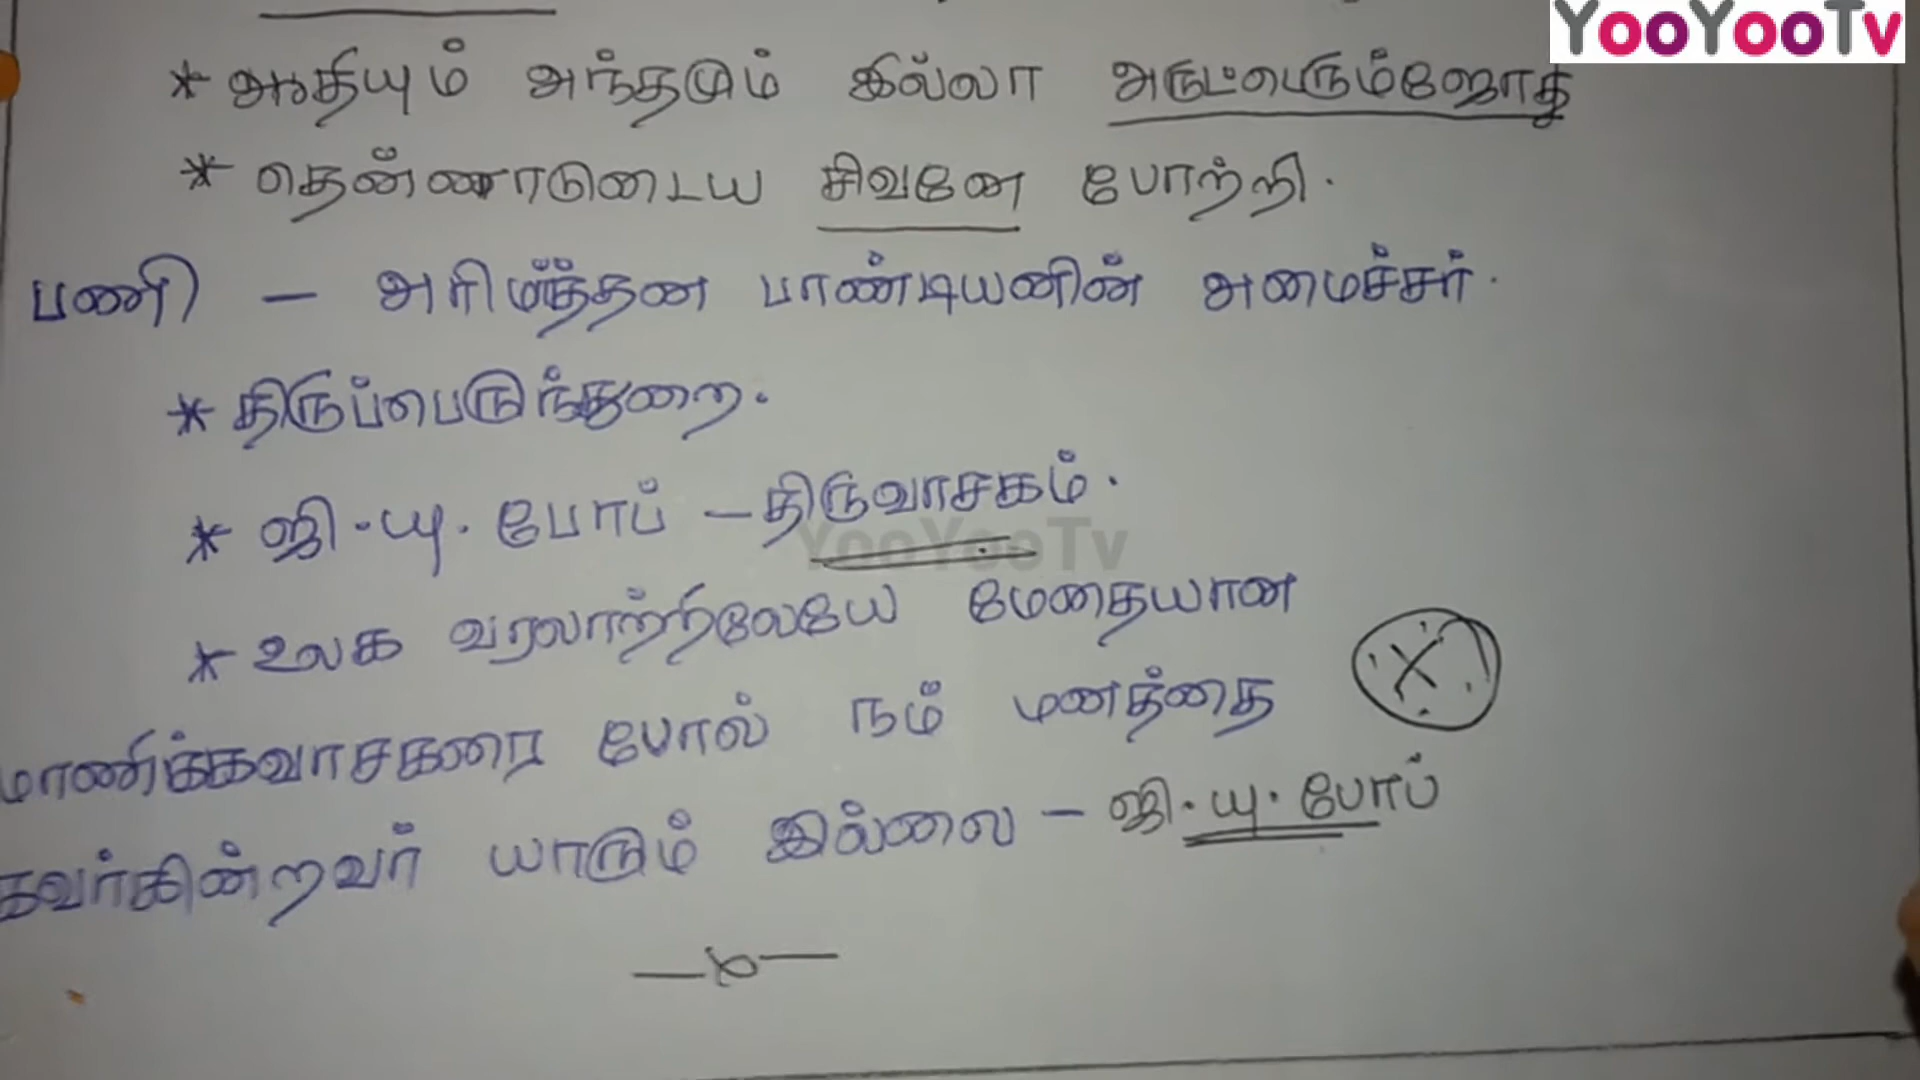 YooYooTv
* ஆதியும் அந்தமும் இல்லா அருட்பெரும்ஜோதி
* தென்னாடுடைய சிவனே போற்றி.
பணி - அரிமர்த்தன பாண்டியனின் அமைச்சர்.
* திருப்பெருந்துறை.
* ஜி.யு.போப் - திருவாசகம்.
YooYooTv
* உலக வரலாற்றிலேயே மேதையான
மாணிக்கவாசகரை போல் நம் மனத்தை
கவர்கின்றவர் யாரும் இல்லை - ஜி.யு.போப்